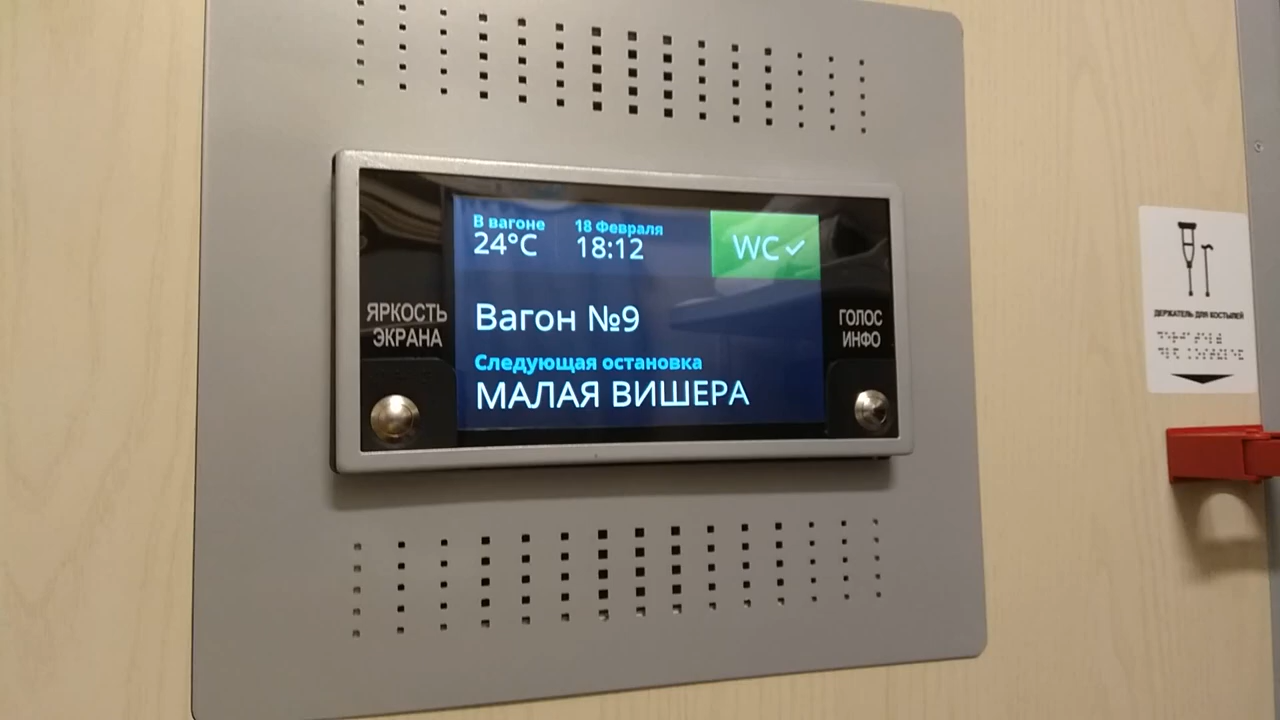 В вагоне
24°C
18 Февраля
18:12
WC✓
Вагон №9
Следующая остановка
МАЛАЯ ВИШЕРА
ЯРКОСТЬ
ЭКРАНА
ГОЛОС
ИНФО
ДЕРЖАТЕЛЬ ДЛЯ КОСТЫЛЕЙ